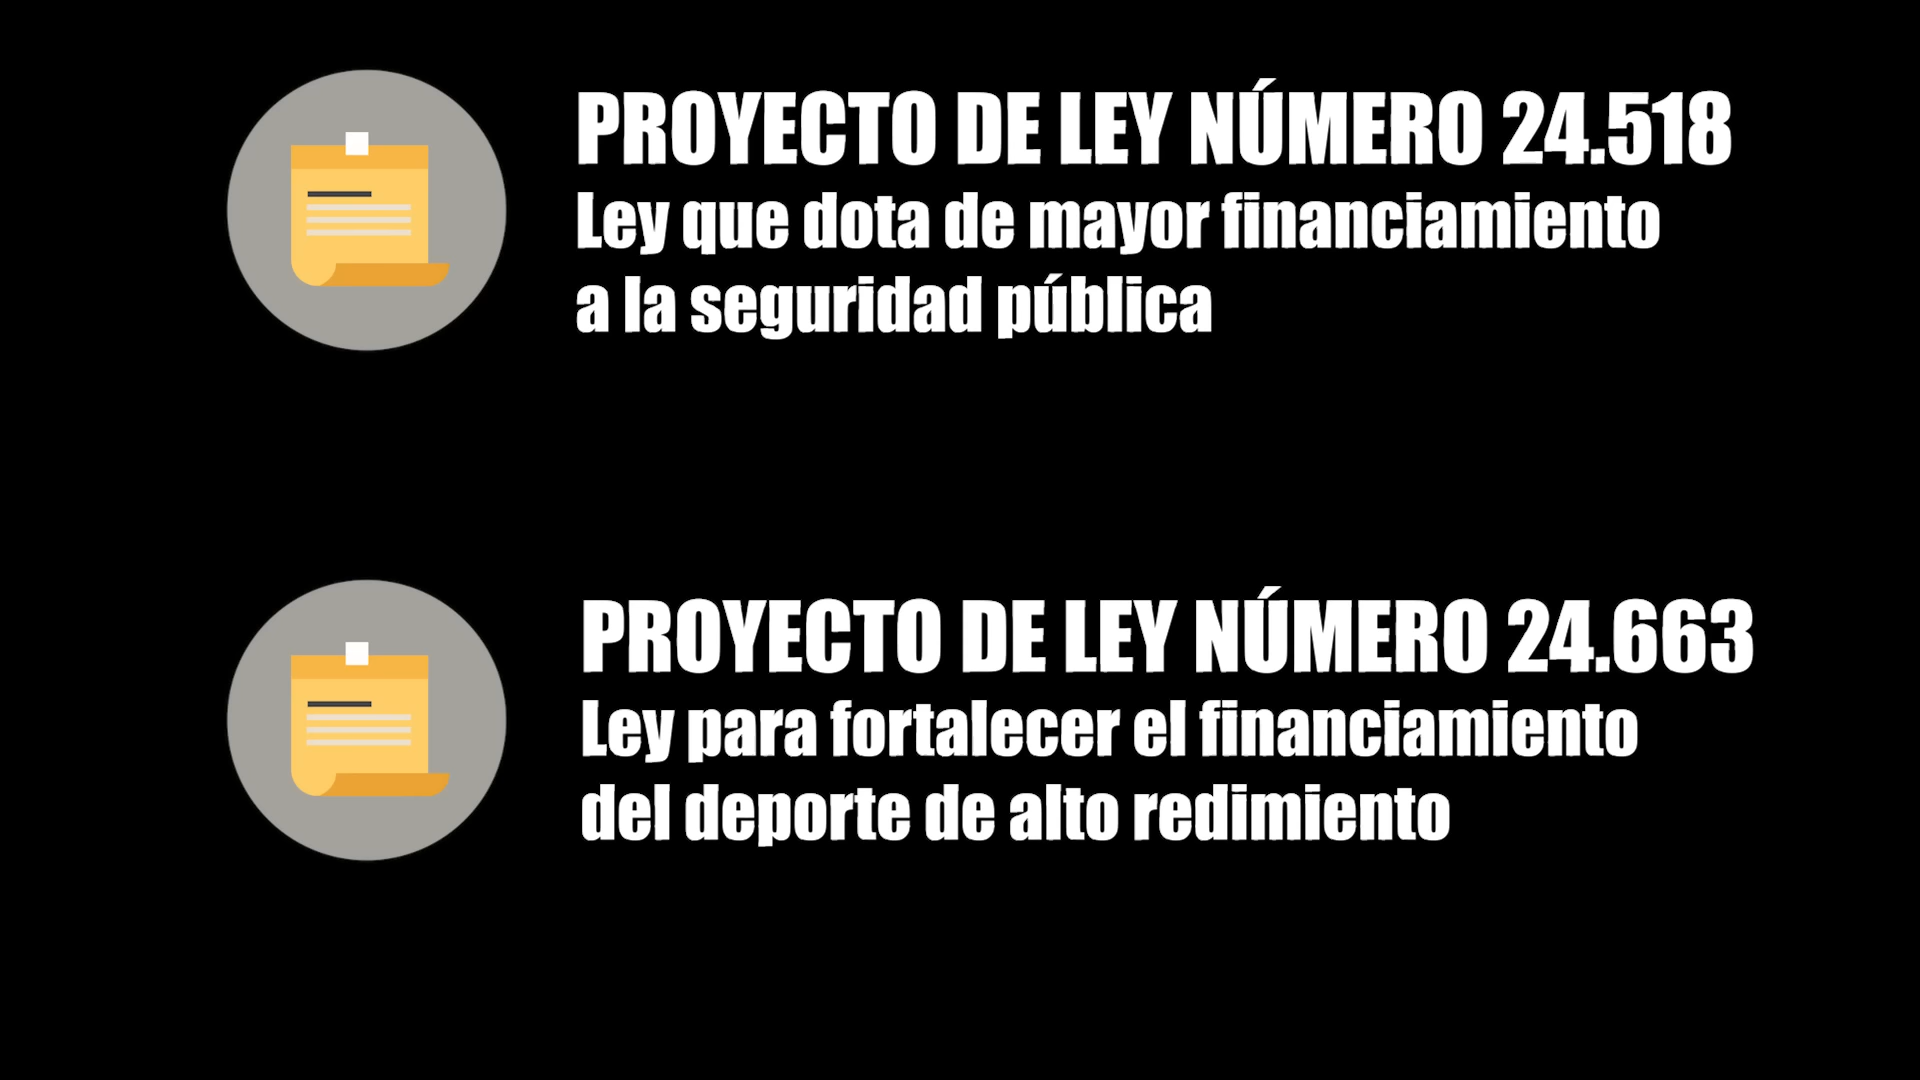 PROYECTO DE LEY NÚMERO 24.518
Ley que dota de mayor financiamiento
a la seguridad pública
PROYECTO DE LEY NÚMERO 24.663
Ley para fortalecer el financiamiento
del deporte de alto redimiento